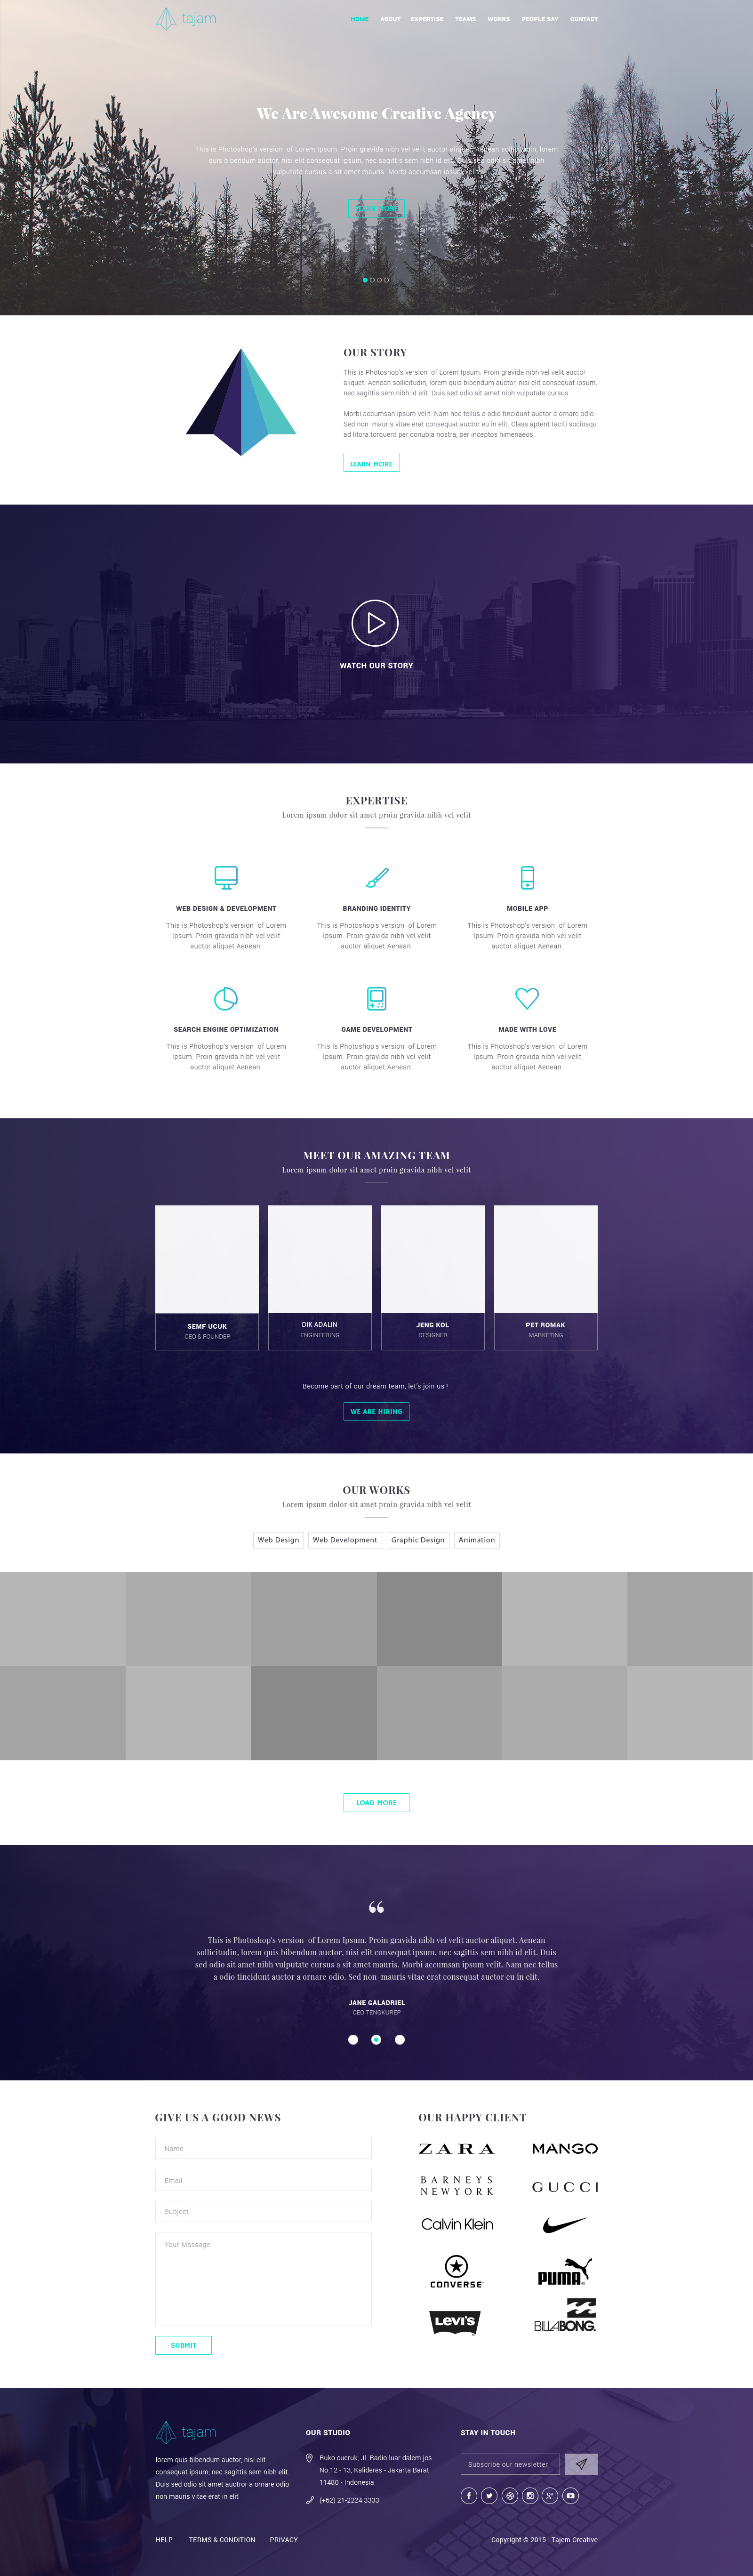 tajam
HOME ABOUT EXPERTISE TEAMS WORKS PEOPLE SAY CONTACT
We Are Awesome Creative Agency
This is Photoshop's version of Lorem Ipsum. Proin gravida nibh vel velit auctor aliquet. Aenean sollicitudin, lorem
quis bibendum auctor, nisi elit consequat ipsum, nec sagittis sem nibh id elit. Duis sed odio sit amet nibh
vulputate cursus a sit amet mauris. Morbi accumsan ipsum velit.
LEARN MORE
OUR STORY
This is Photoshop's version of Lorem Ipsum. Proin gravida nibh vel velit auctor
aliquet. Aenean sollicitudin, lorem quis bibendum auctor, nisi elit consequat ipsum,
nec sagittis sem nibh id elit. Duis sed odio sit amet nibh vulputate cursus
Morbi accumsan ipsum velit. Nam nec tellus a odio tincidunt auctor a ornare odio.
Sed non mauris vitae erat consequat auctor eu in elit. Class aptent taciti sociosqu
ad litora torquent per conubia nostra, per inceptos himenaeos.
LEARN MORE
WATCH OUR STORY
EXPERTISE
Lorem ipsum dolor sit amet proin gravida nibh vel velit
WEB DESIGN & DEVELOPMENT
This is Photoshop's version of Lorem
Ipsum. Proin gravida nibh vel velit
auctor aliquet Aenean.
BRANDING IDENTITY
This is Photoshop's version of Lorem
Ipsum. Proin gravida nibh vel velit
auctor aliquet Aenean.
MOBILE APP
This is Photoshop's version of Lorem
Ipsum. Proin gravida nibh vel velit
auctor aliquet Aenean.
SEARCH ENGINE OPTIMIZATION
This is Photoshop's version of Lorem
Ipsum. Proin gravida nibh vel velit
auctor aliquet Aenean.
GAME DEVELOPMENT
This is Photoshop's version of Lorem
Ipsum. Proin gravida nibh vel velit
auctor aliquet Aenean.
MADE WITH LOVE
This is Photoshop's version of Lorem
Ipsum. Proin gravida nibh vel velit
auctor aliquet Aenean.
MEET OUR AMAZING TEAM
Lorem ipsum dolor sit amet proin gravida nibh vel velit
SEMF UCUK
CEO & FOUNDER
DIK ADALIN
ENGINEERING
JENG KOL
DESIGNER
PET ROMAK
MARKETING
Become part of our dream team, let's join us !
WE ARE HIRING
OUR WORKS
Lorem ipsum dolor sit amet proin gravida nibh vel velit
Web Design Web Development Graphic Design Animation
LOAD MORE
“
This is Photoshop's version of Lorem Ipsum. Proin gravida nibh vel velit auctor aliquet. Aenean
sollicitudin, lorem quis bibendum auctor, nisi elit consequat ipsum, nec sagittis sem nibh id elit. Duis
sed odio sit amet nibh vulputate cursus a sit amet mauris. Morbi accumsan ipsum velit. Nam nec tellus
a odio tincidunt auctor a ornare odio. Sed non mauris vitae erat consequat auctor eu in elit.
JANE GALADRIEL
CEO TENGKUREP
GIVE US A GOOD NEWS
Name
Email
Subject
Your Massage
SUBMIT
OUR HAPPY CLIENT
ZARA
MANGO
BARNEYS
NEWYORK
GUCCI
Calvin Klein
CONVERSE
PUMA
LEVI'S
BILLABONG.
tajam
lorem quis bibendum auctor, nisi elit
consequat ipsum, nec sagittis sem nibh id elit.
Duis sed odio sit amet auctror a ornare odio
non mauris vitae erat in elit
OUR STUDIO
Ruko cucruk, Jl. Radio luar dalem jos
No.12 - 13, Kalideres - Jakarta Barat
11480 - Indonesia
(+62) 21-2224 3333
STAY IN TOUCH
Subscribe our newsletter
HELP TERMS & CONDITION PRIVACY
Copyright © 2015 - Tajem Creative